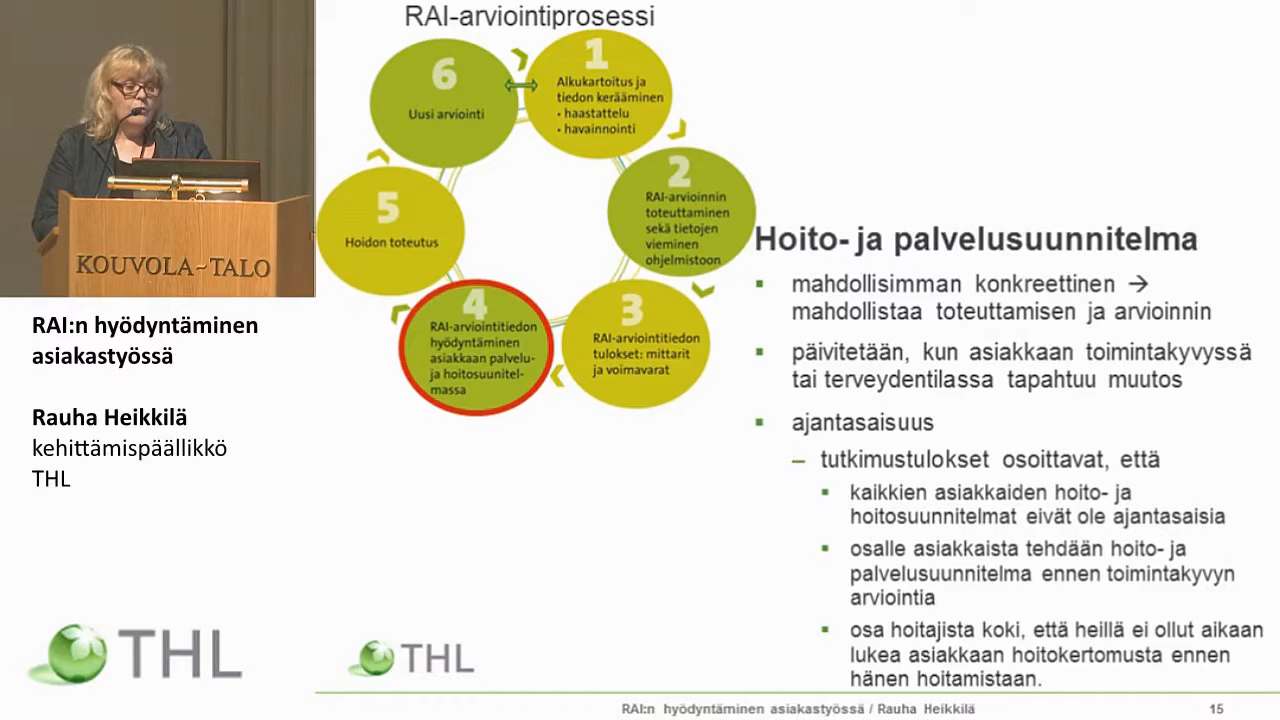 RAI-arviointiprosessi
6
Uusi arviointi
1
Alkukartoitus ja
tiedon kerääminen
• haastattelu
• havainnointi
2
RAI-arvioinnin
toteuttaminen
sekä tietojen
vieminen
ohjelmistoon
5
Hoidon toteutus
4
RAI-arviointitiedon
hyödyntäminen
asiakkaan palvelu-
ja hoitosuunitel-
massa
3
RAI-arviointitiedon
tulokset: mittarit
ja voimavarat
KOUVOLA-TALO
RAI:n hyödyntäminen
asiakastyössä
Rauha Heikkilä
kehittämispäällikkö
THL
THL
THL
Hoito- ja palvelusuunnitelma
▪ mahdollisimman konkreettinen →
mahdollistaa toteuttamisen ja arvioinnin
▪ päivitetään, kun asiakkaan toimintakyvyssä
tai terveydentilassa tapahtuu muutos
▪ ajantasaisuus
– tutkimustulokset osoittavat, että
▪ kaikkien asiakkaiden hoito- ja
hoitosuunnitelmat eivät ole ajantasaisia
▪ osalle asiakkaista tehdään hoito- ja
palvelusuunnitelma ennen toimintakyvyn
arviointia
▪ osa hoitajista koki, että heillä ei ollut aikaan
lukea asiakkaan hoitokertomusta ennen
hänen hoitamistaan.
RAI:n hyödyntäminen asiakastyössä / Rauha Heikkilä
15